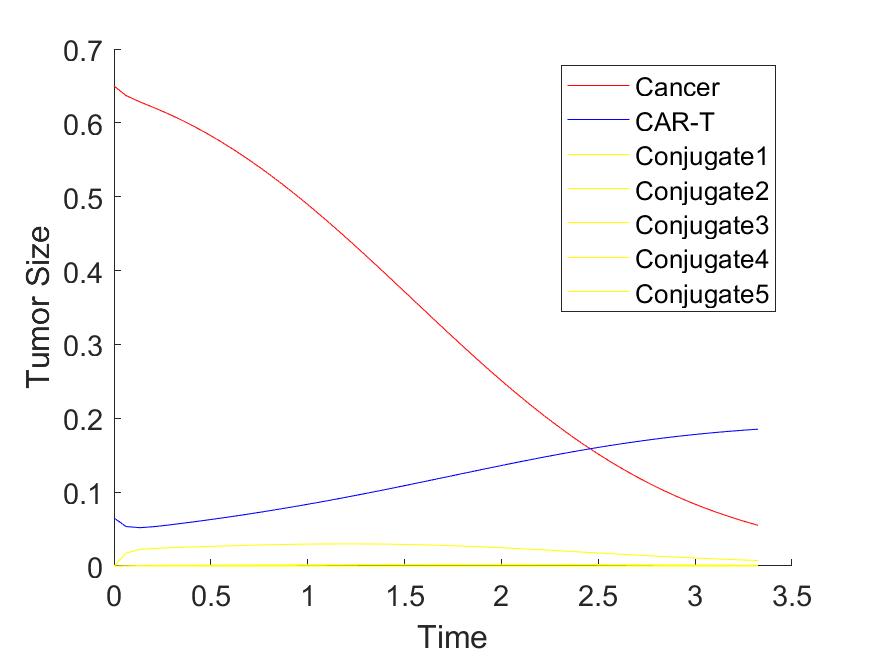 0.7
0.6
0.5
0.4
0.3
0.2
0.1
0
Tumor Size
Cancer
CAR-T
Conjugate1
Conjugate2
Conjugate3
Conjugate4
Conjugate5
0 0.5 1 1.5 2 2.5 3 3.5
Time